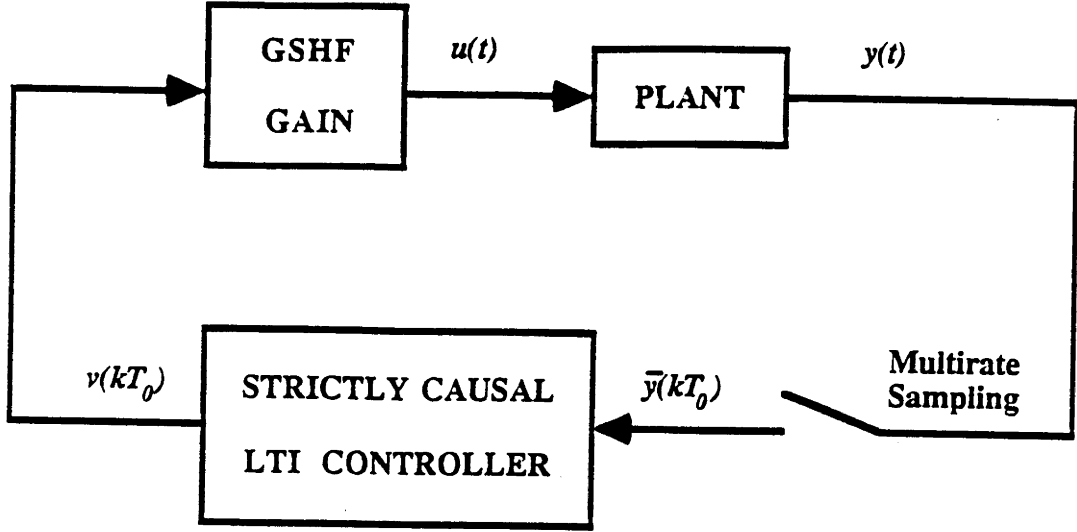 GSHF
GAIN
u(t)
PLANT
y(t)
v(kT0)
STRICTLY CAUSAL
LTI CONTROLLER
y̅(kT0)
Multirate
Sampling